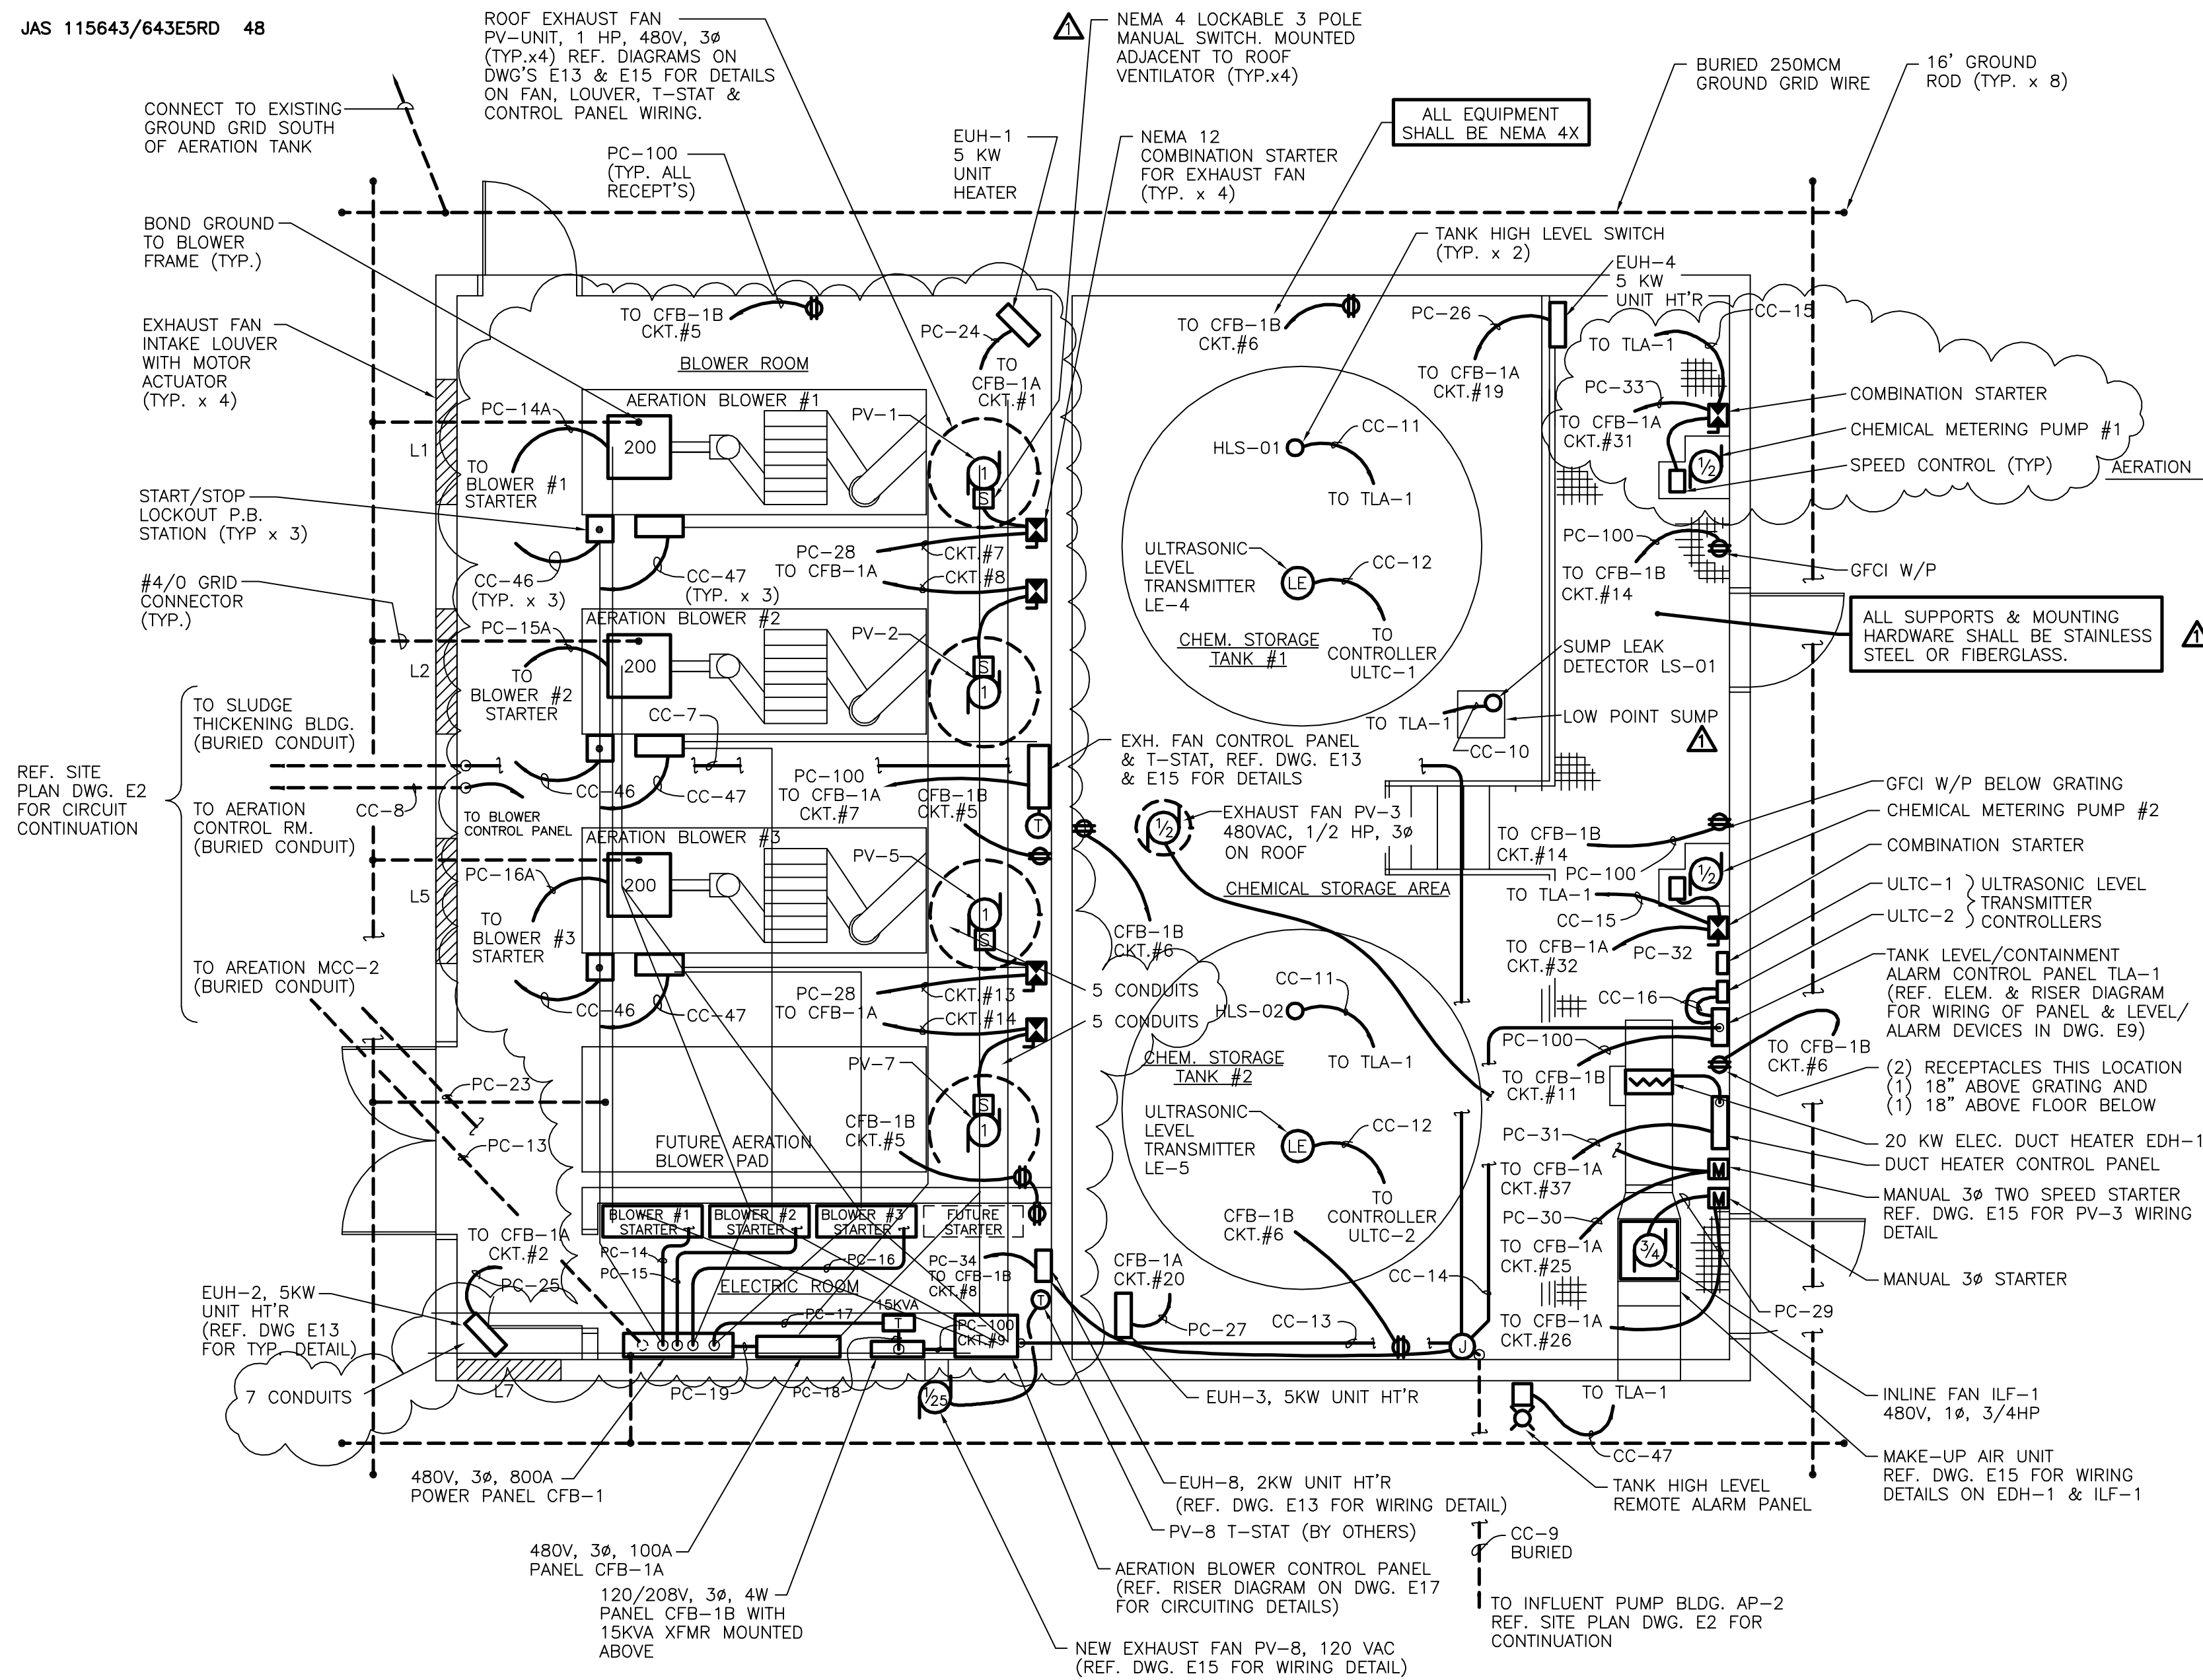 JAS 115643/643E5RD 48
ROOF EXHAUST FAN
PV-UNIT, 1 HP, 480V, 3ø
(TYP.x4) REF. DIAGRAMS ON
DWG'S E13 & E15 FOR DETAILS
ON FAN, LOUVER, T-STAT &
CONTROL PANEL WIRING.
1
NEMA 4 LOCKABLE 3 POLE
MANUAL SWITCH. MOUNTED
ADJACENT TO ROOF
VENTILATOR (TYP.x4)
BURIED 250MCM
GROUND GRID WIRE
16' GROUND
ROD (TYP. x 8)
CONNECT TO EXISTING
GROUND GRID SOUTH
OF AERATION TANK
PC-100
(TYP. ALL
RECEPT'S)
EUH-1
5 KW
UNIT
HEATER
NEMA 12
COMBINATION STARTER
FOR EXHAUST FAN
(TYP. x 4)
ALL EQUIPMENT
SHALL BE NEMA 4X
BOND GROUND
TO BLOWER
FRAME (TYP.)
TANK HIGH LEVEL SWITCH
(TYP. x 2)
EUH-4
5 KW
UNIT HT'R
EXHAUST FAN
INTAKE LOUVER
WITH MOTOR
ACTUATOR
(TYP. x 4)
TO CFB-1B
CKT.#5
BLOWER ROOM
PC-24
TO
CFB-1A
CKT.#1
TO CFB-1B
CKT.#6
PC-26
TO CFB-1A
CKT.#19
CC-15
TO TLA-1
PC-33
TO CFB-1A
CKT.#31
COMBINATION STARTER
CHEMICAL METERING PUMP #1
SPEED CONTROL (TYP)
AERATION
1/2
L1
PC-14A
AERATION BLOWER #1
200
TO
BLOWER #1
STARTER
PV-1
1
S
HLS-01
CC-11
TO TLA-1
START/STOP
LOCKOUT P.B.
STATION (TYP x 3)
CC-46
(TYP. x 3)
CC-47
(TYP. x 3)
PC-28
TO CFB-1A
CKT.#7
CKT.#8
ULTRASONIC
LEVEL
TRANSMITTER
LE-4
LE
CC-12
TO
CONTROLLER
ULTC-1
CHEM. STORAGE
TANK #1
PC-100
TO CFB-1B
CKT.#14
GFCI W/P
ALL SUPPORTS & MOUNTING
HARDWARE SHALL BE STAINLESS
STEEL OR FIBERGLASS.
1
#4/0 GRID
CONNECTOR
(TYP.)
L2
PC-15A
AERATION BLOWER #2
200
TO
BLOWER #2
STARTER
PV-2
S
1
SUMP LEAK
DETECTOR LS-01
TO TLA-1
LOW POINT SUMP
CC-10
1
REF. SITE
PLAN DWG. E2
FOR CIRCUIT
CONTINUATION
TO SLUDGE
THICKENING BLDG.
(BURIED CONDUIT)
TO AERATION
CONTROL RM.
(BURIED CONDUIT)
TO AREATION MCC-2
(BURIED CONDUIT)
CC-8
TO BLOWER
CONTROL PANEL
CC-7
CC-46
CC-47
PC-100
TO CFB-1A
CKT.#7
CFB-1B
CKT.#5
T
EXH. FAN CONTROL PANEL
& T-STAT, REF. DWG. E13
& E15 FOR DETAILS
1/2
EXHAUST FAN PV-3
480VAC, 1/2 HP, 3ø
ON ROOF
CHEMICAL STORAGE AREA
GFCI W/P BELOW GRATING
CHEMICAL METERING PUMP #2
COMBINATION STARTER
TO CFB-1B
CKT.#14
PC-100
1/2
TO TLA-1
CC-15
TO CFB-1A
CKT.#32
PC-32
ULTC-1
ULTC-2
ULTRASONIC LEVEL
TRANSMITTER
CONTROLLERS
L5
PC-16A
AERATION BLOWER #3
200
TO
BLOWER #3
STARTER
PV-5
1
S
CFB-1B
CKT.#6
CC-46
CC-47
PC-28
TO CFB-1A
CKT.#13
CKT.#14
5 CONDUITS
5 CONDUITS
HLS-02
CC-11
TO TLA-1
CHEM. STORAGE
TANK #2
TANK LEVEL/CONTAINMENT
ALARM CONTROL PANEL TLA-1
(REF. ELEM. & RISER DIAGRAM
FOR WIRING OF PANEL & LEVEL/
ALARM DEVICES IN DWG. E9)
CC-16
PC-100
TO CFB-1B
CKT.#11
TO CFB-1B
CKT.#6
(2) RECEPTACLES THIS LOCATION
(1) 18" ABOVE GRATING AND
(1) 18" ABOVE FLOOR BELOW
PC-23
PC-13
PV-7
S
1
CFB-1B
CKT.#5
FUTURE AERATION
BLOWER PAD
ULTRASONIC
LEVEL
TRANSMITTER
LE-5
LE
CC-12
TO
CONTROLLER
ULTC-2
PC-31
TO CFB-1A
CKT.#37
20 KW ELEC. DUCT HEATER EDH-1
DUCT HEATER CONTROL PANEL
M
M
MANUAL 3ø TWO SPEED STARTER
REF. DWG. E15 FOR PV-3 WIRING
DETAIL
PC-30
TO CFB-1A
CKT.#25
3/4
MANUAL 3ø STARTER
PC-29
TO CFB-1A
CKT.#26
BLOWER #1
STARTER
BLOWER #2
STARTER
BLOWER #3
STARTER
FUTURE
STARTER
TO CFB-1A
CKT.#2
PC-25
PC-14
PC-15
PC-16
ELECTRIC ROOM
PC-17
15KVA
T
PC-34
TO CFB-1B
CKT.#8
T
PC-100
CKT.#9
CFB-1A
CKT.#20
PC-27
CFB-1B
CKT.#6
CC-13
CC-14
J
EUH-2, 5KW
UNIT HT'R
(REF. DWG E13
FOR TYP. DETAIL)
7 CONDUITS
L7
PC-19
PC-18
1/25
EUH-3, 5KW UNIT HT'R
TO TLA-1
CC-47
TANK HIGH LEVEL
REMOTE ALARM PANEL
INLINE FAN ILF-1
480V, 1ø, 3/4HP
MAKE-UP AIR UNIT
REF. DWG. E15 FOR WIRING
DETAILS ON EDH-1 & ILF-1
480V, 3ø, 800A
POWER PANEL CFB-1
480V, 3ø, 100A
PANEL CFB-1A
120/208V, 3ø, 4W
PANEL CFB-1B WITH
15KVA XFMR MOUNTED
ABOVE
EUH-8, 2KW UNIT HT'R
(REF. DWG. E13 FOR WIRING DETAIL)
PV-8 T-STAT (BY OTHERS)
AERATION BLOWER CONTROL PANEL
(REF. RISER DIAGRAM ON DWG. E17
FOR CIRCUITING DETAILS)
NEW EXHAUST FAN PV-8, 120 VAC
(REF. DWG. E15 FOR WIRING DETAIL)
CC-9
BURIED
TO INFLUENT PUMP BLDG. AP-2
REF. SITE PLAN DWG. E2 FOR
CONTINUATION